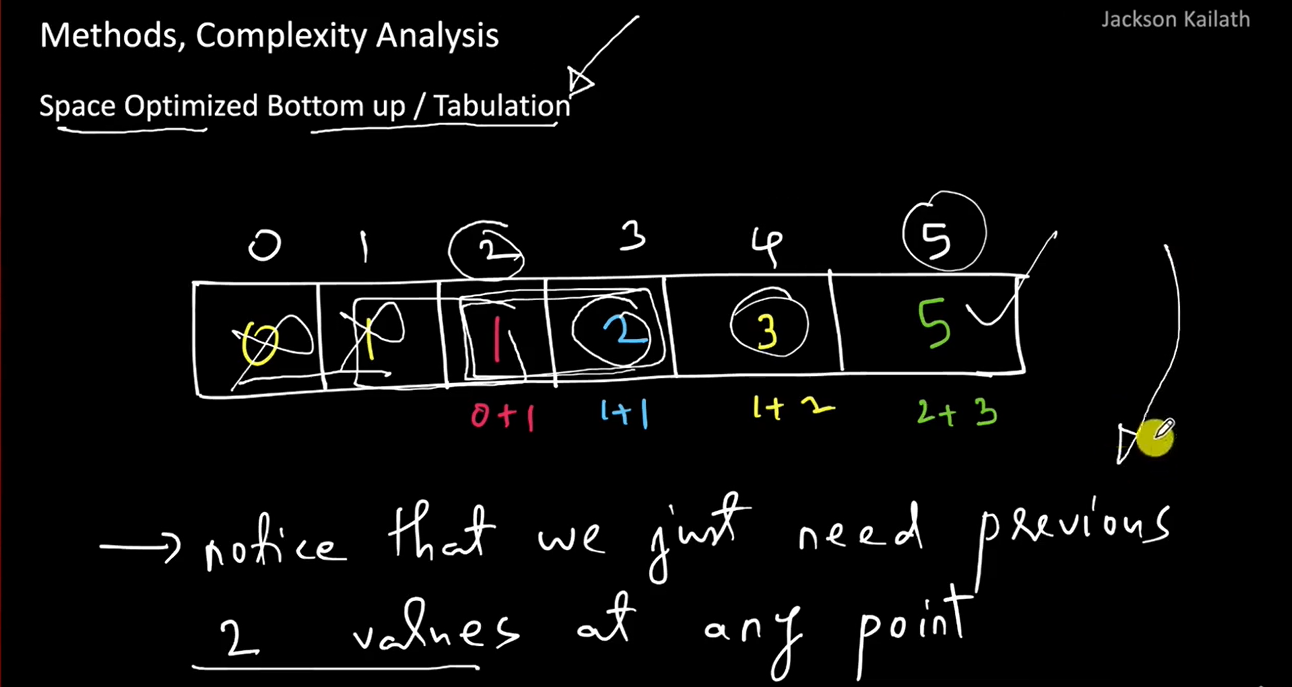 Jackson Kailath
Methods, Complexity Analysis
Space Optimized Bottom up / Tabulation
0 1 2 3 4 5
0 1 1 2 3 5
0+1 1+1 1+2 2+3
→ notice that we just need previous
2 values at any point